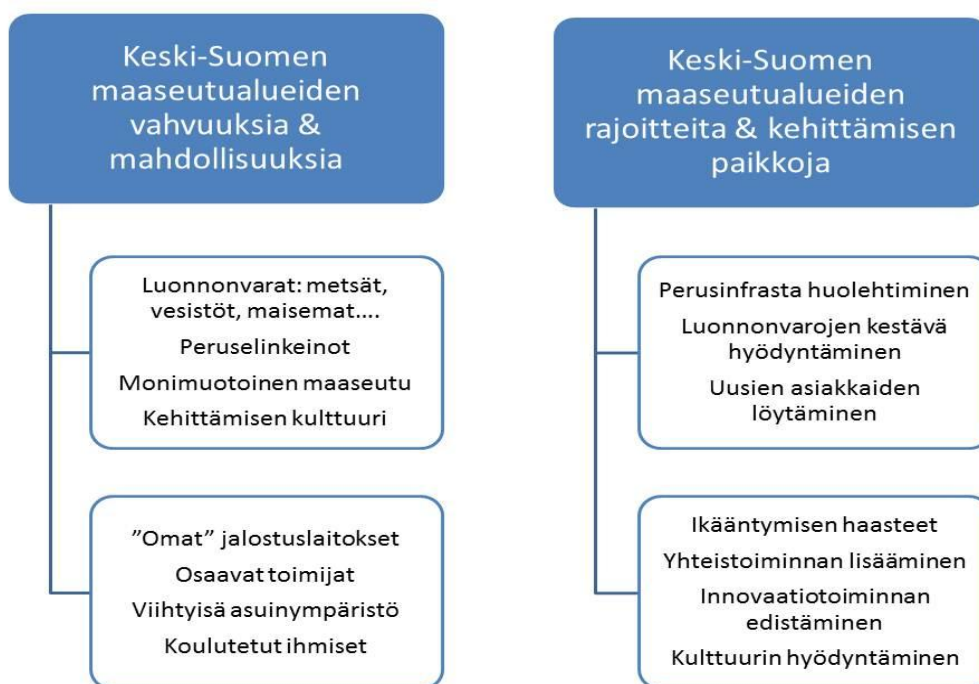 Keski-Suomen
maaseutualueiden
vahvuuksia &
mahdollisuuksia
Luonnonvarat: metsät,
vesistöt, maisemat....
Peruselinkeinot
Monimuotoinen maaseutu
Kehittämisen kulttuuri
”Omat” jalostuslaitokset
Osaavat toimijat
Viihtyisä asuinympäristö
Koulutetut ihmiset
Keski-Suomen
maaseutualueiden
rajoitteita & kehittämisen
paikkoja
Perusinfrasta huolehtiminen
Luonnonvarojen kestävä
hyödyntäminen
Uusien asiakkaiden
löytäminen
Ikääntymisen haasteet
Yhteistoiminnan lisääminen
Innovaatiotoiminnan
edistäminen
Kulttuurin hyödyntäminen